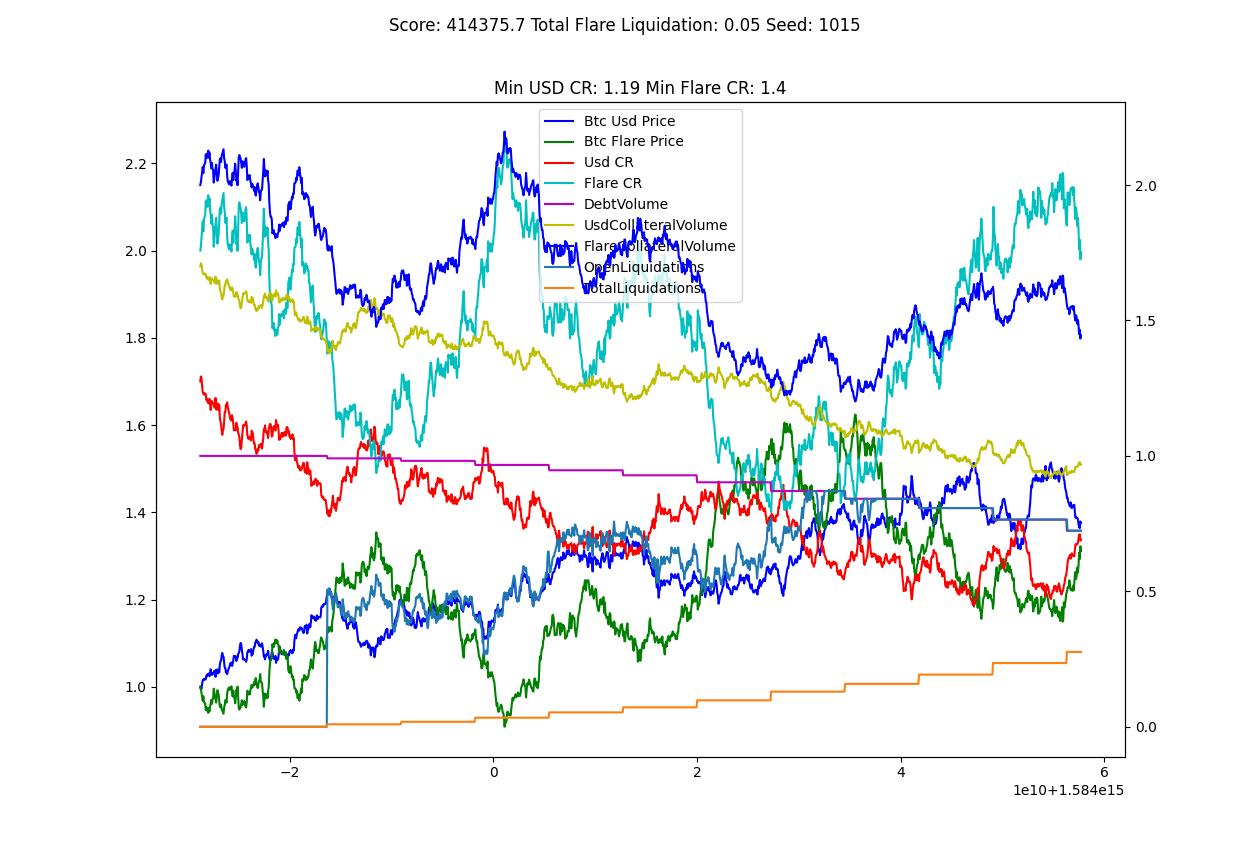 Score: 414375.7 Total Flare Liquidation: 0.05 Seed: 1015
Min USD CR: 1.19 Min Flare CR: 1.4
Btc Usd Price
Btc Flare Price
Usd CR
Flare CR
DebtVolume
UsdCollateralVolume
FlareCollateralVolume
OpenLiquidations
TotalLiquidations
2.2
2.0
1.8
1.6
1.4
1.2
1.0
2.0
1.5
1.0
0.5
0.0
−2
0
2
4
6
1e10+1.584e15